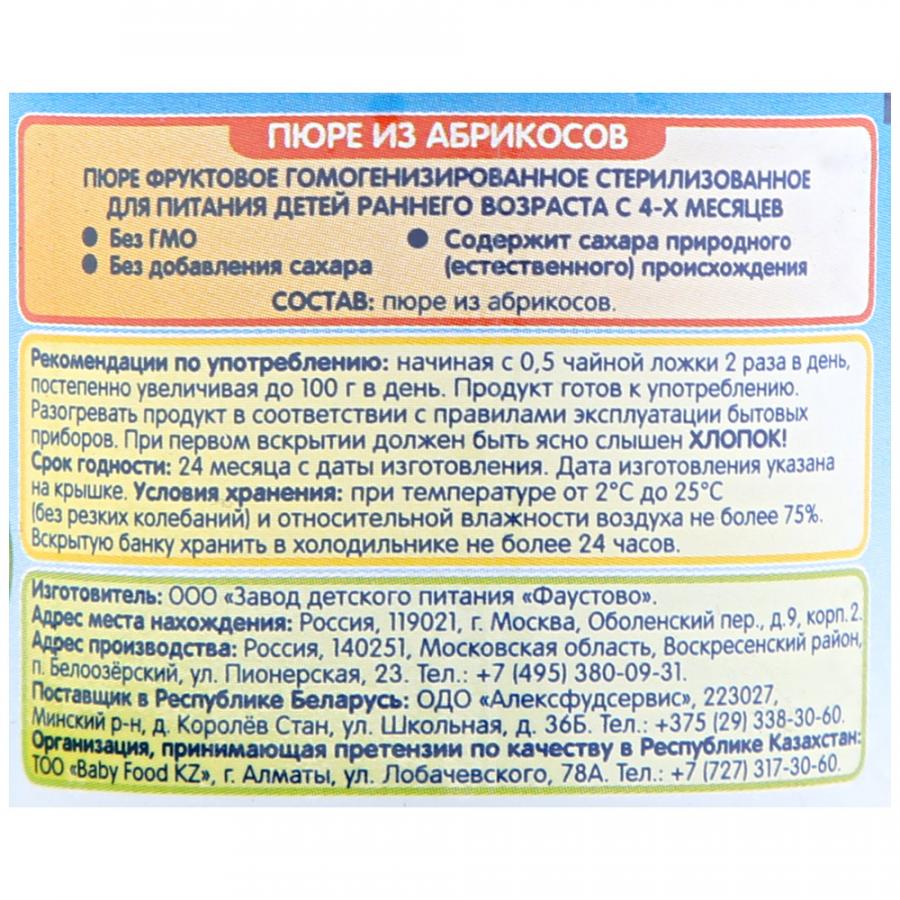 ПЮРЕ ИЗ АБРИКОСОВ
ПЮРЕ ФРУКТОВОЕ ГОМОГЕНИЗИРОВАННОЕ СТЕРИЛИЗОВАННОЕ
ДЛЯ ПИТАНИЯ ДЕТЕЙ РАННЕГО ВОЗРАСТА С 4-Х МЕСЯЦЕВ
● Без ГМО
● Без добавления сахара
● Содержит сахара природного
(естественного) происхождения
СОСТАВ: пюре из абрикосов.
Рекомендации по употреблению: начиная с 0,5 чайной ложки 2 раза в день,
постепенно увеличивая до 100 г в день. Продукт готов к употреблению.
Разогревать продукт в соответствии с правилами эксплуатации бытовых
приборов. При первом вскрытии должен быть ясно слышен ХЛОПОК!
Срок годности: 24 месяца с даты изготовления. Дата изготовления указана
на крышке. Условия хранения: при температуре от 2°С до 25°С
(без резких колебаний) и относительной влажности воздуха не более 75%.
Вскрытую банку хранить в холодильнике не более 24 часов.
Изготовитель: ООО «Завод детского питания «Фаустово».
Адрес места нахождения: Россия, 119021, г. Москва, Оболенский пер., д.9, корп.2.
Адрес производства: Россия, 140251, Московская область, Воскресенский район,
п. Белоозёрский, ул. Пионерская, 23. Тел.: +7 (495) 380-09-31.
Поставщик в Республике Беларусь: ОДО «Алексфудсервис», 223027,
Минский р-н, д. Королёв Стан, ул. Школьная, д. 36Б. Тел.: +375 (29) 338-30-60.
Организация, принимающая претензии по качеству в Республике Казахстан:
ТОО «Baby Food KZ», г. Алматы, ул. Лобачевского, 78А. Тел.: +7 (727) 317-30-60.